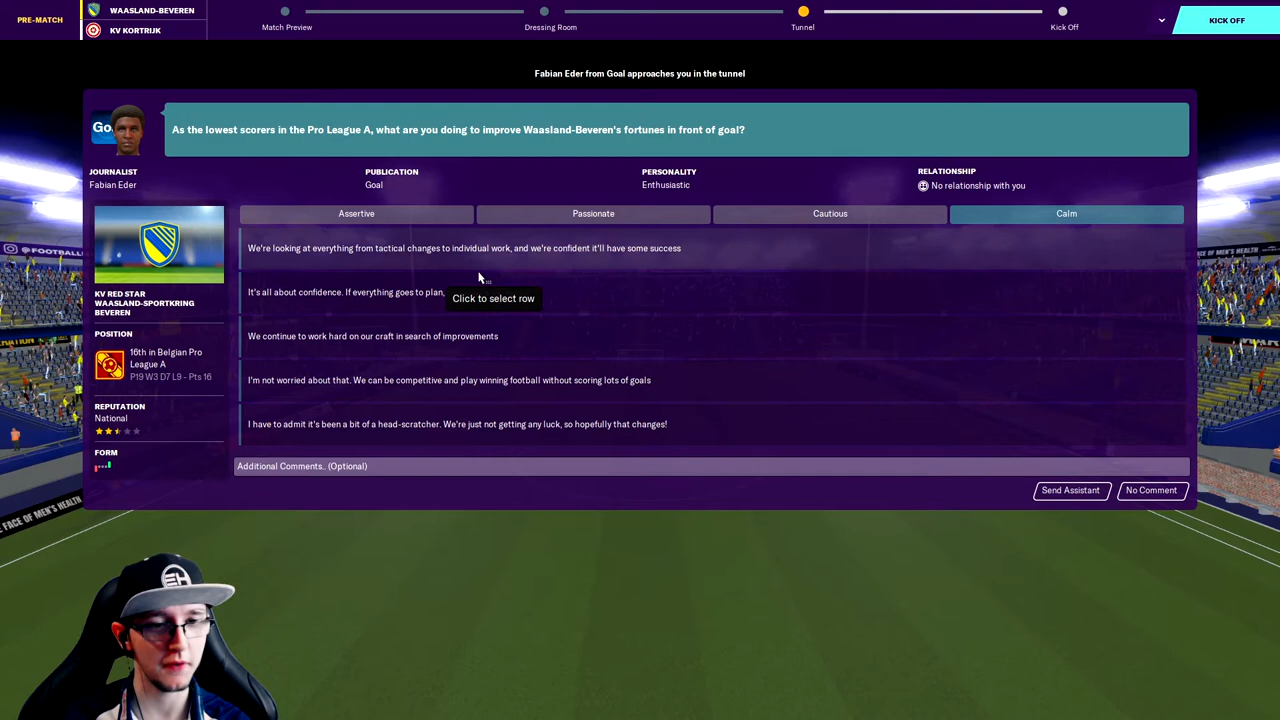 PRE-MATCH
WAASLAND-BEVEREN
KV KORTRIJK
Match Preview
Dressing Room
Tunnel
Kick Off
KICK OFF
Fabian Eder from Goal approaches you in the tunnel
Go
As the lowest scorers in the Pro League A, what are you doing to improve Waasland-Beveren's fortunes in front of goal?
JOURNALIST
Fabian Eder
PUBLICATION
Goal
PERSONALITY
Enthusiastic
RELATIONSHIP
No relationship with you
Assertive
Passionate
Cautious
Calm
We're looking at everything from tactical changes to individual work, and we're confident it'll have some success
It's all about confidence. If everything goes to plan,
Click to select row
We continue to work hard on our craft in search of improvements
I'm not worried about that. We can be competitive and play winning football without scoring lots of goals
I have to admit it's been a bit of a head-scratcher. We're just not getting any luck, so hopefully that changes!
KV RED STAR
WAASLAND-SPORTKRING
BEVEREN
POSITION
16th in Belgian Pro
League A
P19 W3 D7 L9 - Pts 16
REPUTATION
National
FORM
Additional Comments.. (Optional)
Send Assistant
No Comment
@FOOTBALL
FACE OF MEN'S HEALTH
EH